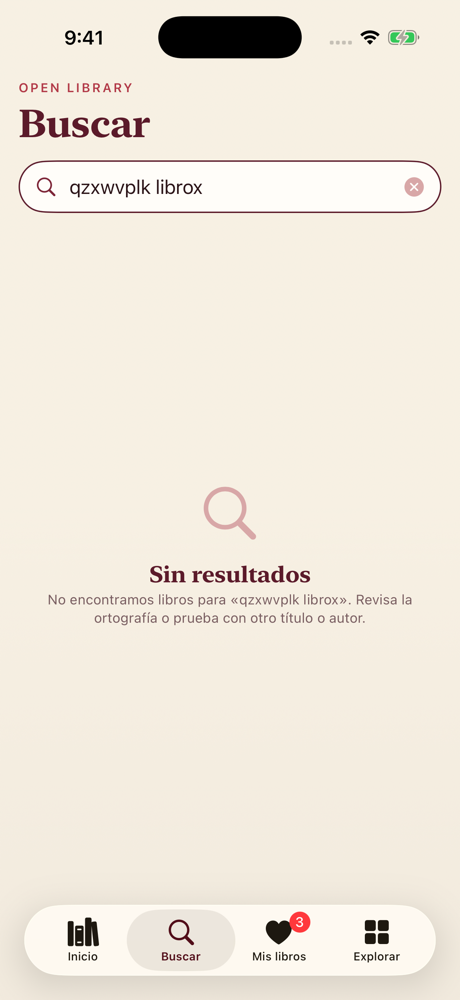 9:41
OPEN LIBRARY
Buscar
qzxwvplk librox
Sin resultados
No encontramos libros para «qzxwvplk librox». Revisa la
ortografía o prueba con otro título o autor.
3
Inicio
Buscar
Mis libros
Explorar